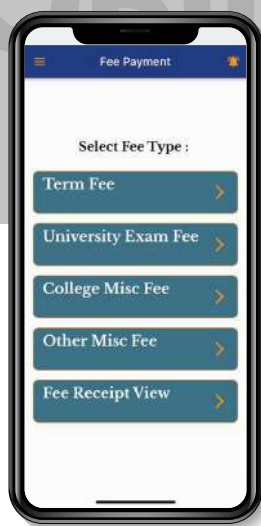 Fee Payment
Select Fee Type :
Term Fee
University Exam Fee
College Misc Fee
Other Misc Fee
Fee Receipt View